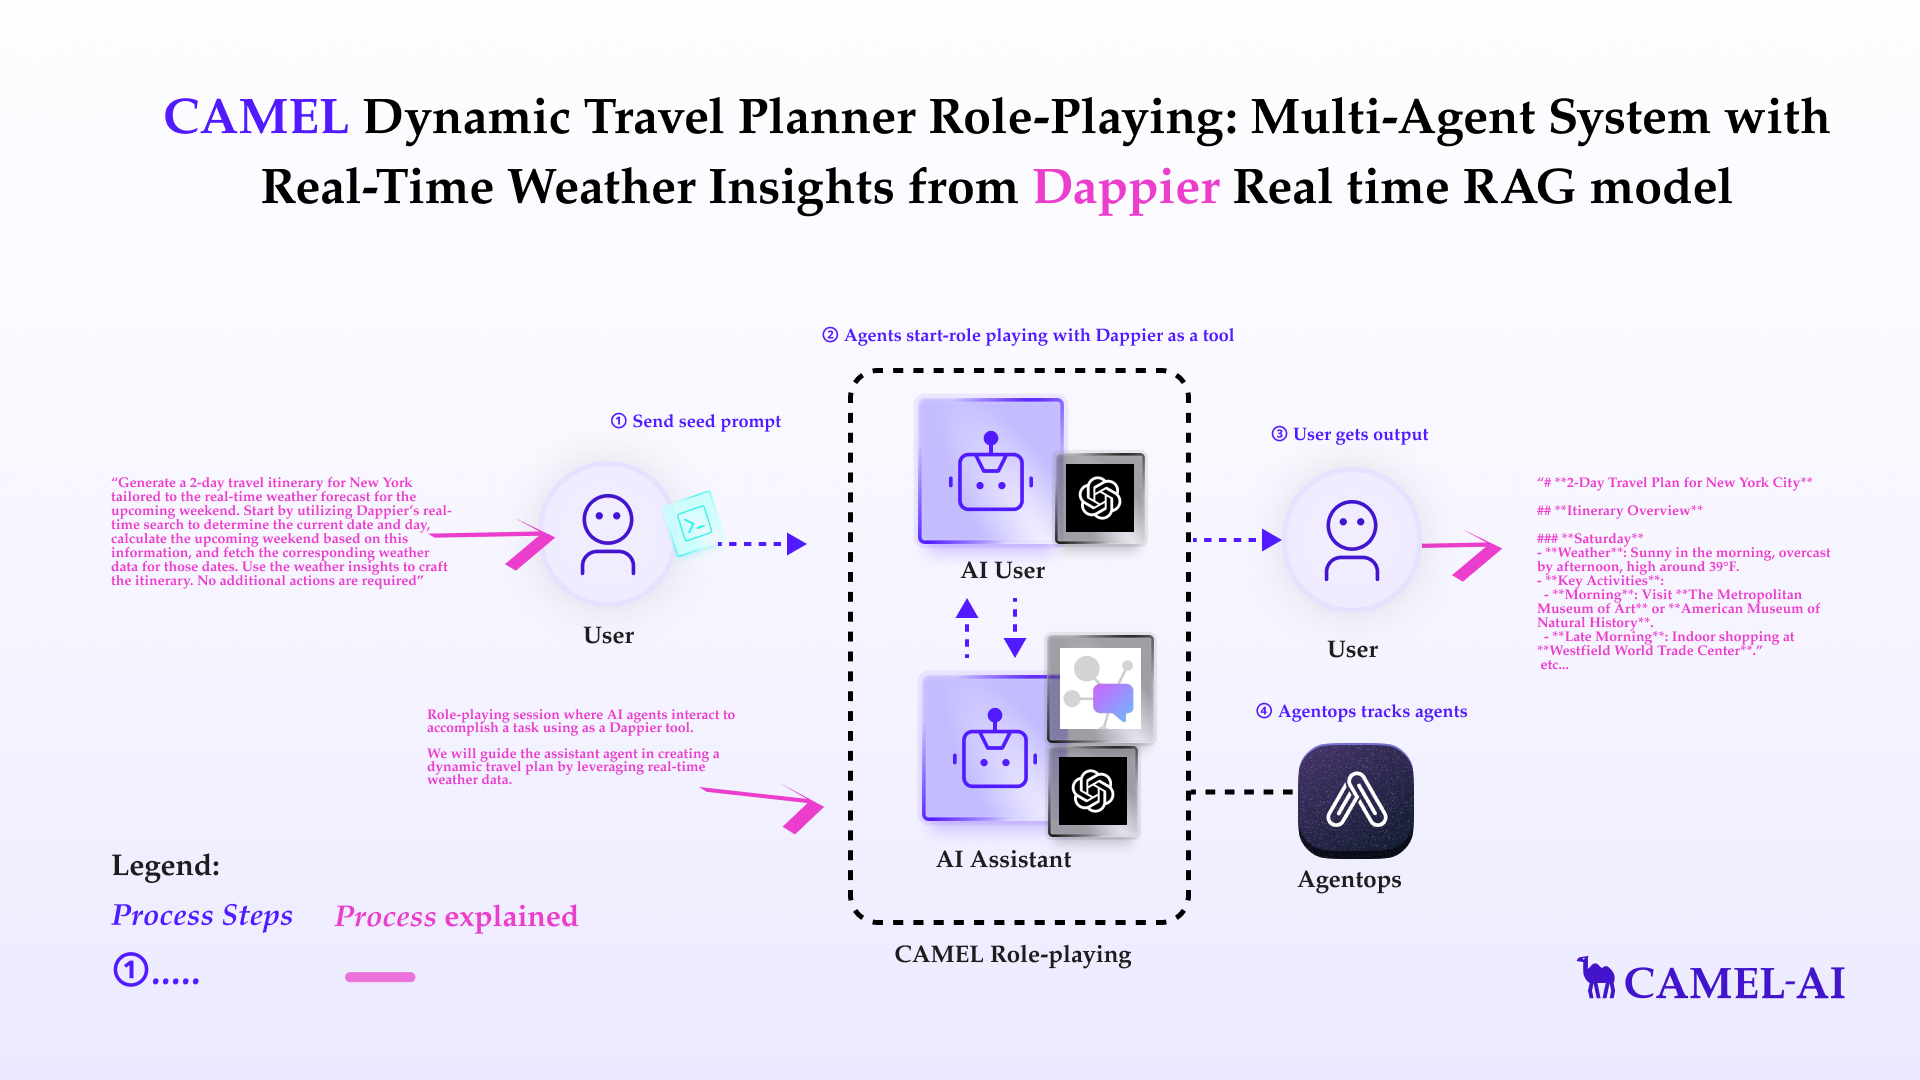 CAMEL Dynamic Travel Planner Role-Playing: Multi-Agent System with
Real-Time Weather Insights from Dappier Real time RAG model
② Agents start-role playing with Dappier as a tool
① Send seed prompt
③ User gets output
“Generate a 2-day travel itinerary for New York
tailored to the real-time weather forecast for the
upcoming weekend. Start by utilizing Dappier’s real-
time search to determine the current date and day,
calculate the upcoming weekend based on this
information, and fetch the corresponding weather
data for those dates. Use the weather insights to craft
the itinerary. No additional actions are required”
User
AI User
User
“# **2-Day Travel Plan for New York City**
## **Itinerary Overview**
### **Saturday**
- **Weather**: Sunny in the morning, overcast
by afternoon, high around 39°F.
- **Key Activities**:
- **Morning**: Visit **The Metropolitan
Museum of Art** or **American Museum of
Natural History**.
- **Late Morning**: Indoor shopping at
**Westfield World Trade Center**.”
etc...
Role-playing session where AI agents interact to
accomplish a task using as a Dappier tool.
We will guide the assistant agent in creating a
dynamic travel plan by leveraging real-time
weather data.
④ Agentops tracks agents
AI Assistant
Agentops
CAMEL Role-playing
Legend:
Process Steps
Process explained
①.....
CAMEL-AI